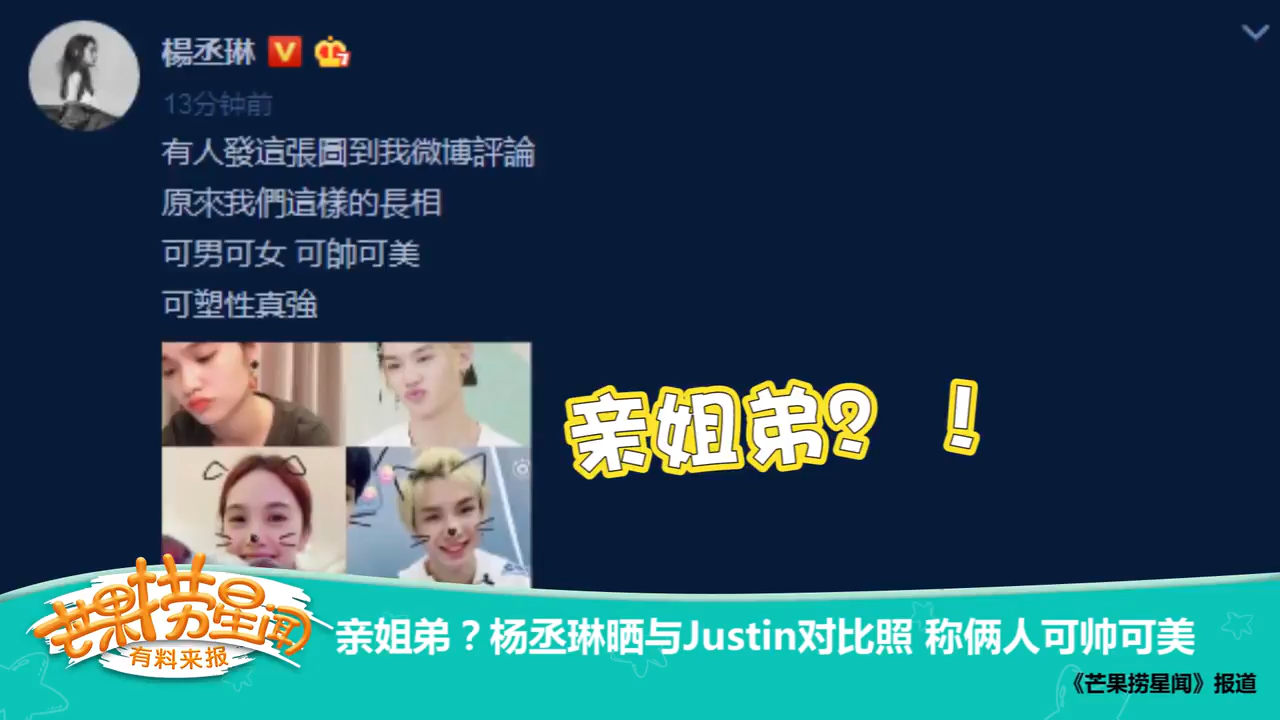 楊丞琳
13分钟前
有人發這張圖到我微博評論
原來我們這樣的長相
可男可女 可帥可美
可塑性真強
亲姐弟？！
芒果捞星闻
有料来报
亲姐弟？杨丞琳晒与Justin对比照 称俩人可帅可美
《芒果捞星闻》报道